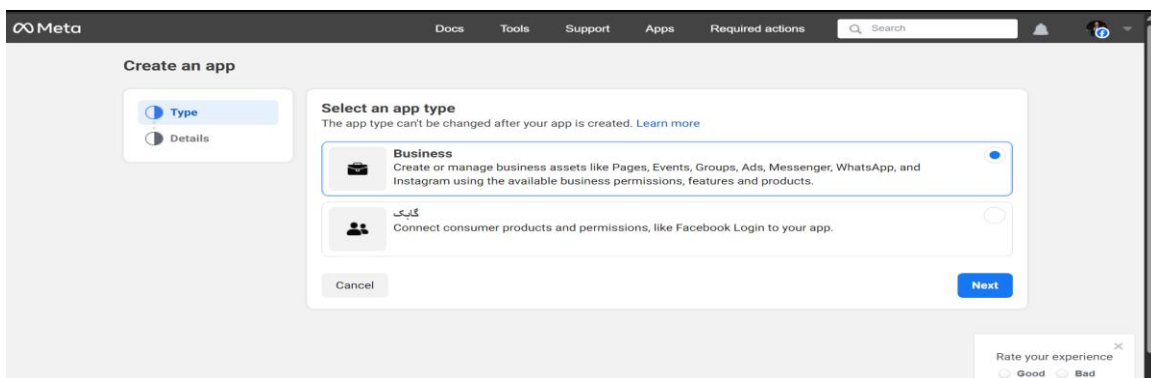 Meta
Docs Tools Support Apps Required actions Search
Create an app
Type
Details
Select an app type
The app type can't be changed after your app is created. Learn more
Business
Create or manage business assets like Pages, Events, Groups, Ads, Messenger, WhatsApp, and
Instagram using the available business permissions, features and products.
گاہک
Connect consumer products and permissions, like Facebook Login to your app.
Cancel Next
Rate your experience
Good Bad